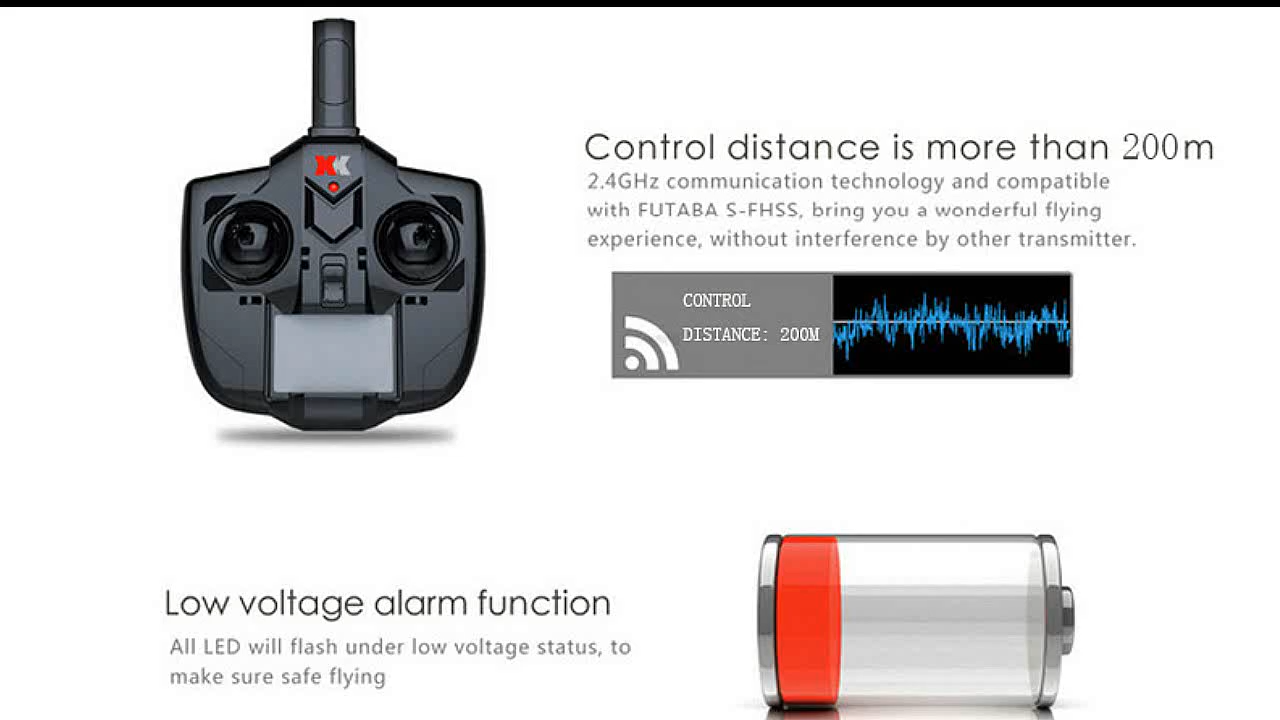 XK
Control distance is more than 200m
2.4GHz communication technology and compatible
with FUTABA S-FHSS, bring you a wonderful flying
experience, without interference by other transmitter.
CONTROL
DISTANCE: 200M
Low voltage alarm function
All LED will flash under low voltage status, to
make sure safe flying